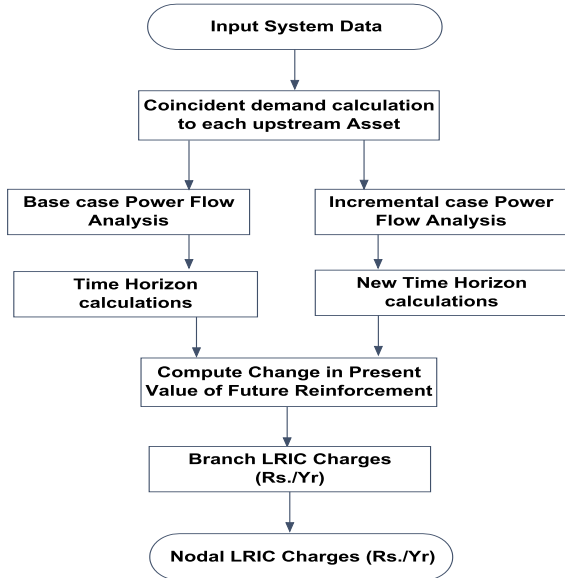 Input System Data
Coincident demand calculation
to each upstream Asset
Base case Power Flow
Analysis
Incremental case Power
Flow Analysis
Time Horizon
calculations
New Time Horizon
calculations
Compute Change in Present
Value of Future Reinforcement
Branch LRIC Charges
(Rs./Yr)
Nodal LRIC Charges (Rs./Yr)